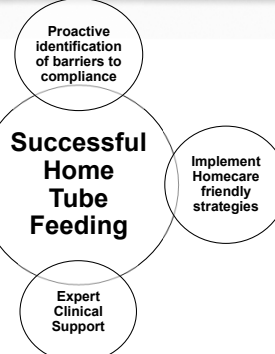 Proactive
identification
of barriers to
compliance
Successful
Home
Tube
Feeding
Implement
Homecare
friendly
strategies
Expert
Clinical
Support